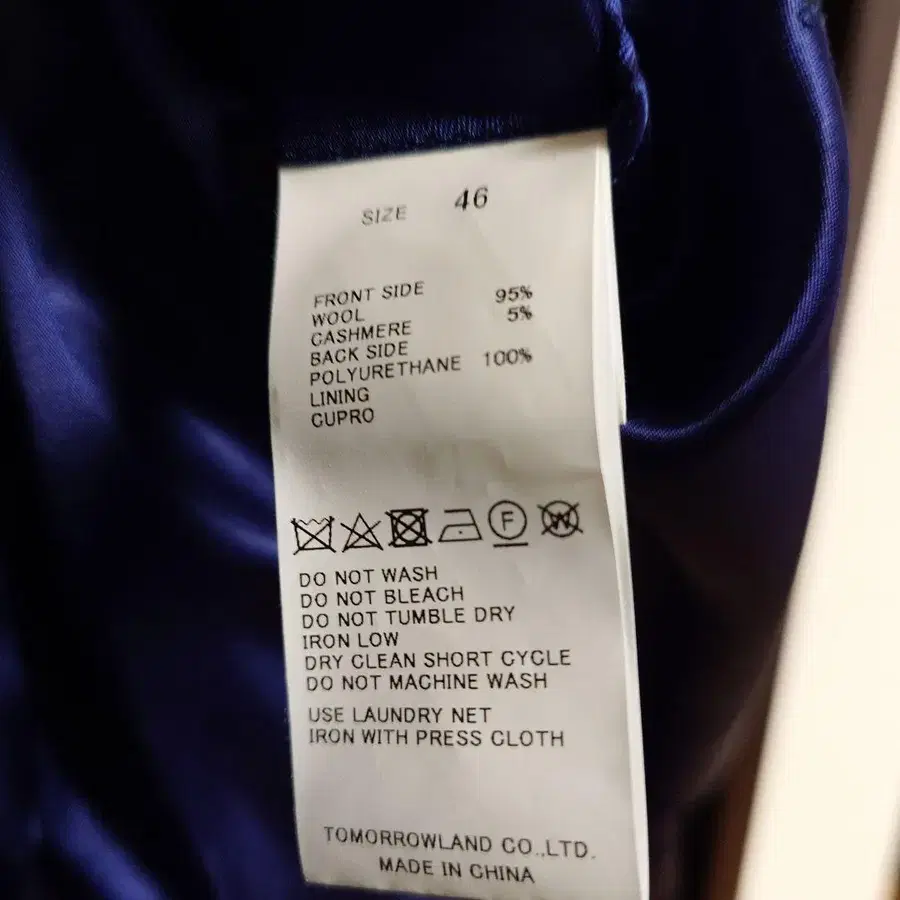 SIZE 46
FRONT SIDE
WOOL 95%
CASHMERE 5%
BACK SIDE
POLYURETHANE 100%
LINING
CUPRO
F
W
DO NOT WASH
DO NOT BLEACH
DO NOT TUMBLE DRY
IRON LOW
DRY CLEAN SHORT CYCLE
DO NOT MACHINE WASH
USE LAUNDRY NET
IRON WITH PRESS CLOTH
TOMORROWLAND CO.,LTD.
MADE IN CHINA